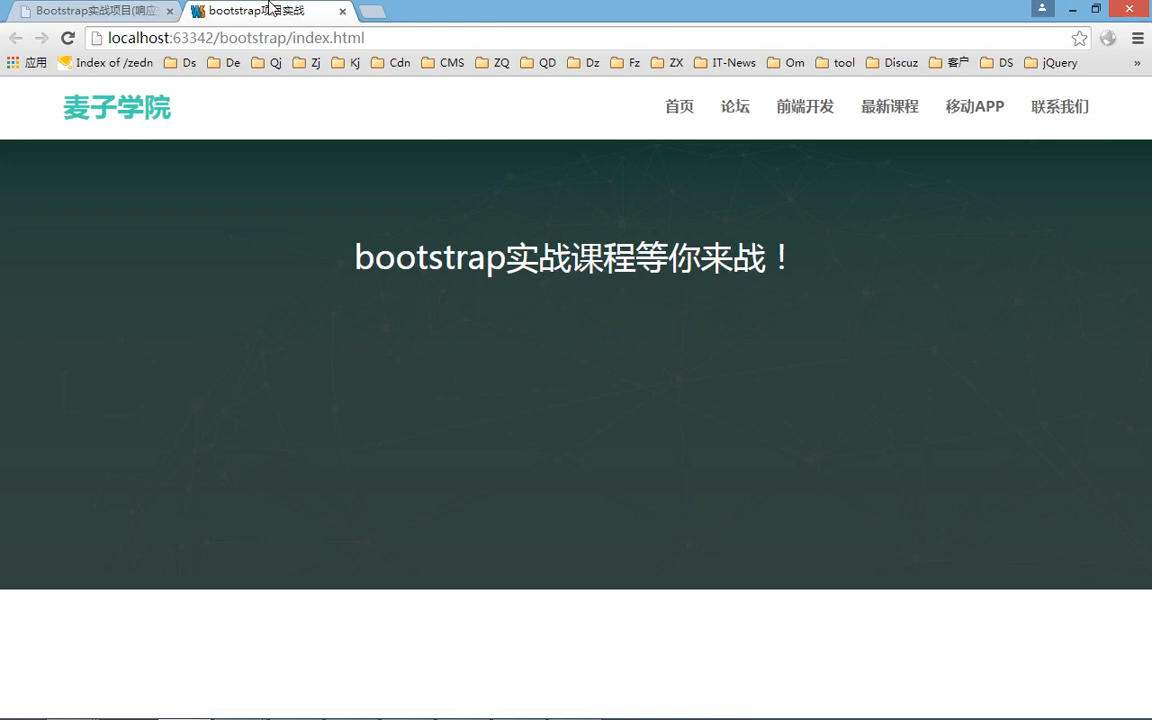 Bootstrap实战项目(响应
bootstrap项目实战
localhost:63342/bootstrap/index.html
应用 Index of /zedn Ds De Qj Zj Kj Cdn CMS ZQ QD Dz Fz ZX IT-News Om tool Discuz 客户 DS jQuery »
麦子学院 首页 论坛 前端开发 最新课程 移动APP 联系我们
bootstrap实战课程等你来战！